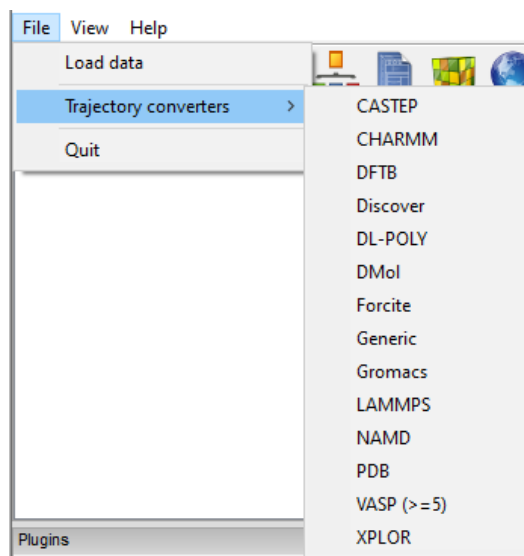 File View Help
Load data
Trajectory converters >
Quit
CASTEP
CHARMM
DFTB
Discover
DL-POLY
DMol
Forcite
Generic
Gromacs
LAMMPS
NAMD
PDB
VASP (>=5)
XPLOR
Plugins